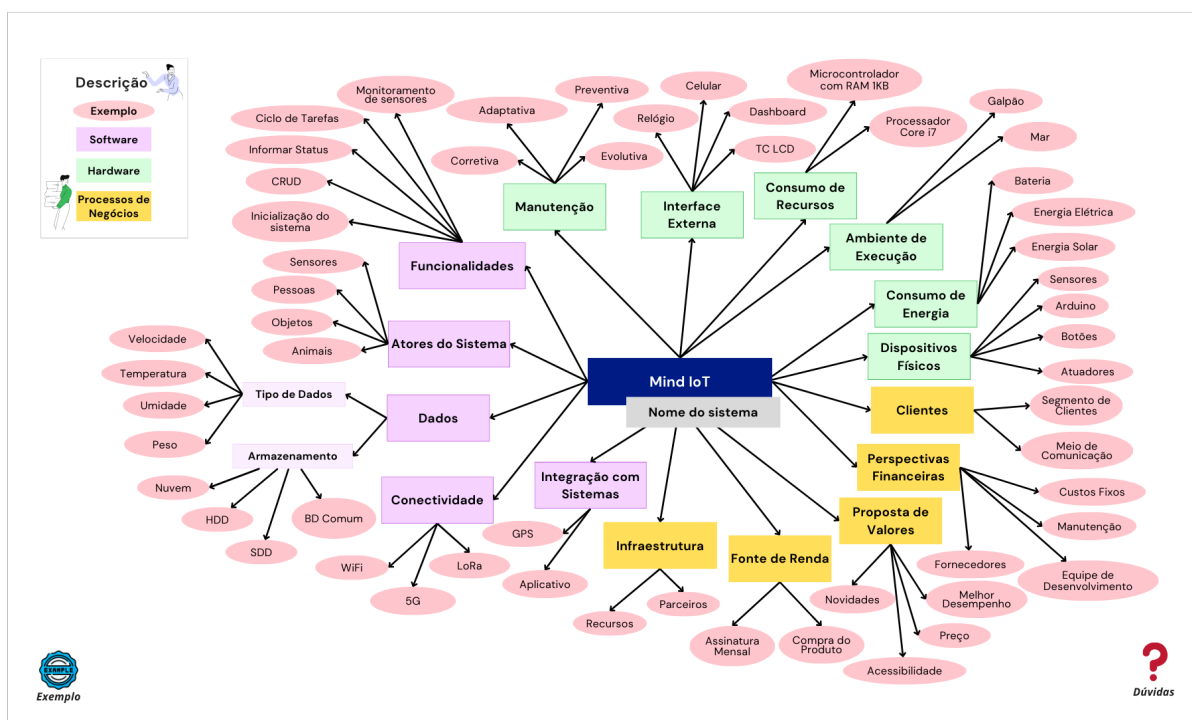 Descrição
Exemplo
Software
Hardware
Processos de
Negócios
Monitoramento
de sensores
Ciclo de Tarefas
Informar Status
CRUD
Inicialização do
sistema
Funcionalidades
Adaptativa
Preventiva
Corretiva
Evolutiva
Manutenção
Celular
Relógio
Dashboard
TC LCD
Interface
Externa
Microcontrolador
com RAM 1KB
Processador
Core i7
Consumo de
Recursos
Galpão
Mar
Ambiente de
Execução
Bateria
Energia Elétrica
Energia Solar
Consumo de
Energia
Sensores
Arduino
Botões
Atuadores
Dispositivos
Físicos
Sensores
Pessoas
Objetos
Animais
Atores do Sistema
Mind IoT
Nome do sistema
Velocidade
Temperatura
Umidade
Peso
Tipo de Dados
Dados
Armazenamento
Nuvem
HDD
SDD
BD Comum
Conectividade
WiFi
5G
LoRa
Integração com
Sistemas
GPS
Aplicativo
Infraestrutura
Recursos
Parceiros
Fonte de Renda
Assinatura
Mensal
Compra do
Produto
Proposta de
Valores
Novidades
Melhor
Desempenho
Preço
Acessibilidade
Clientes
Segmento de
Clientes
Meio de
Comunicação
Perspectivas
Financeiras
Custos Fixos
Manutenção
Fornecedores
Equipe de
Desenvolvimento
EXAMPLE
Exemplo
?
Dúvidas